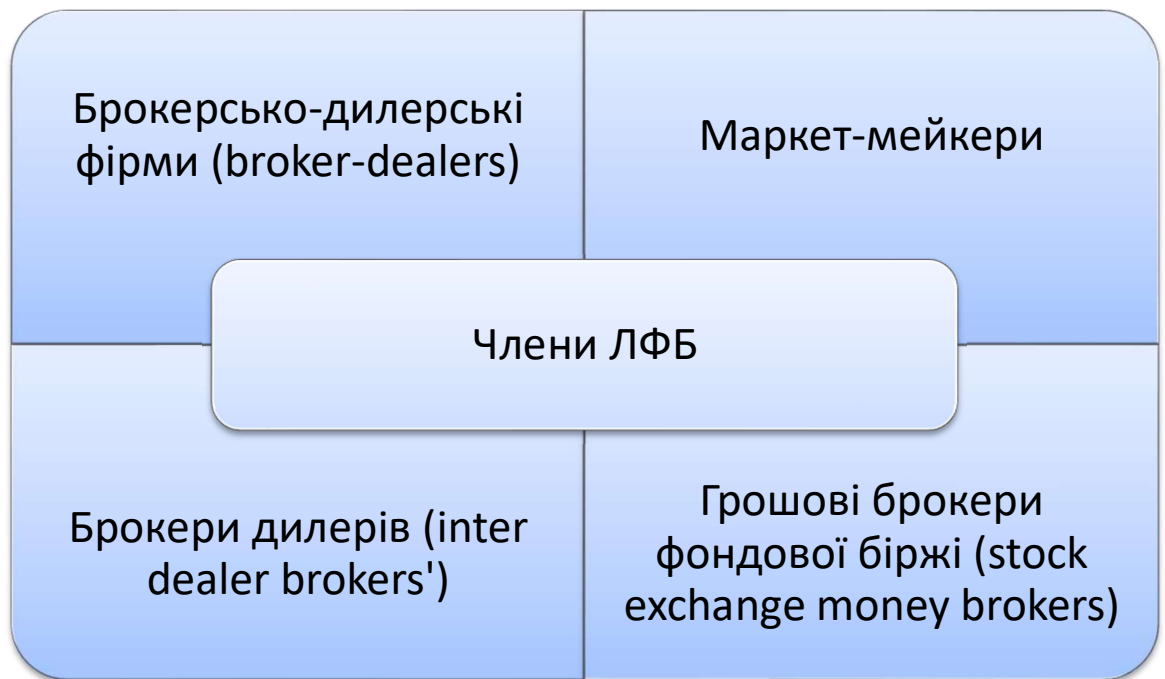 Брокерсько-дилерські
фірми (broker-dealers)
Маркет-мейкери
Члени ЛФБ
Брокери дилерів (inter
dealer brokers')
Грошові брокери
фондової біржі (stock
exchange money brokers)